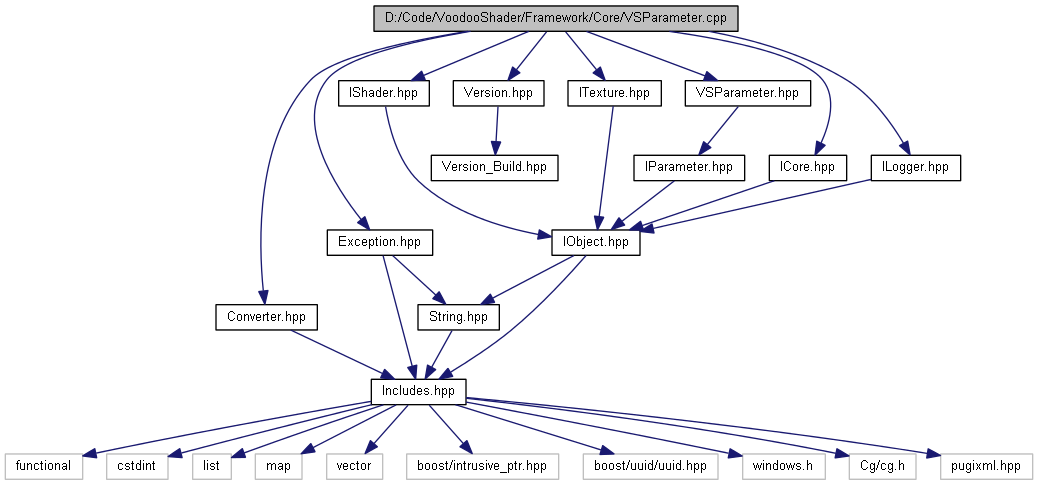 D:/Code/VoodooShader/Framework/Core/VSParameter.cpp
IShader.hpp
Version.hpp
ITexture.hpp
VSParameter.hpp
Version_Build.hpp
IParameter.hpp
ICore.hpp
ILogger.hpp
Exception.hpp
IObject.hpp
Converter.hpp
String.hpp
Includes.hpp
functional
cstdint
list
map
vector
boost/intrusive_ptr.hpp
boost/uuid/uuid.hpp
windows.h
Cg/cg.h
pugixml.hpp